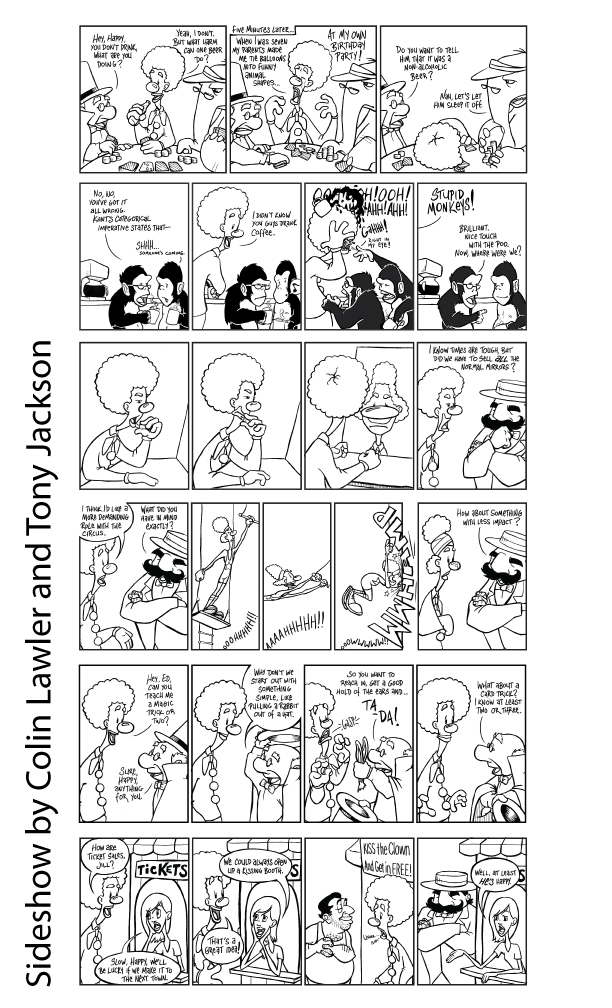 Sideshow by Colin Lawler and Tony Jackson
HEY, HAPPY,
YOU DON'T DRINK,
WHAT ARE YOU
DOING?
YEAH, I DON'T.
BUT WHAT HARM
CAN ONE BEER
DO?
FIVE MINUTES LATER...
WHEN I WAS SEVEN
MY PARENTS MADE
ME TIE BALLOONS
INTO FUNNY
ANIMAL
SHAPES...
AT MY OWN
BIRTHDAY
PARTY!
DO YOU WANT TO TELL
HIM THAT IT WAS A
NON-ALCOHOLIC
BEER?
NAH, LET'S LET
HIM SLEEP IT OFF.
NO, NO,
YOU'VE GOT IT
ALL WRONG.
KANT'S CATEGORICAL
IMPERATIVE STATES THAT—
SHHH...
SOMEONE'S COMING.
I DIDN'T KNOW
YOU GUYS DRANK
COFFEE.
GAHHH!
RIGHT IN
MY EYE!
STUPID
MONKEYS!
BRILLIANT.
NICE TOUCH
WITH THE POO.
NOW, WHERE WERE WE?
I KNOW TIMES ARE TOUGH, BUT
DID WE HAVE TO SELL ALL THE
NORMAL MIRRORS?
I THINK I'D LIKE A
MORE DEMANDING
ROLE WITH THE
CIRCUS.
WHAT DID YOU
HAVE IN MIND
EXACTLY?
OOOHHHHH!!
AAAAHHHHHH!!
WHUMP
OOOWWWWW!!
HOW ABOUT SOMETHING
WITH LESS IMPACT?
HEY, ED,
CAN YOU
TEACH ME
A MAGIC
TRICK OR
TWO?
SURE,
HAPPY,
ANYTHING
FOR YOU.
WHY DON'T WE
START OUT WITH
SOMETHING
SIMPLE, LIKE
PULLING A RABBIT
OUT OF A HAT.
SO YOU WANT TO
REACH IN, GET A GOOD
HOLD OF THE EARS AND...
TA
-DA!
GASP!
WHAT ABOUT A
CARD TRICK?
I KNOW AT LEAST
TWO OR THREE.
HOW ARE
TICKET SALES,
JILL?
TICKETS
SLOW, HAPPY. WE'LL
BE LUCKY IF WE MAKE IT TO
THE NEXT TOWN.
WE COULD ALWAYS OPEN
UP A KISSING BOOTH.
S
THAT'S A
GREAT IDEA!
KISS the Clown
And Get in FREE!
WELL, AT LEAST
HE'S HAPPY.
S